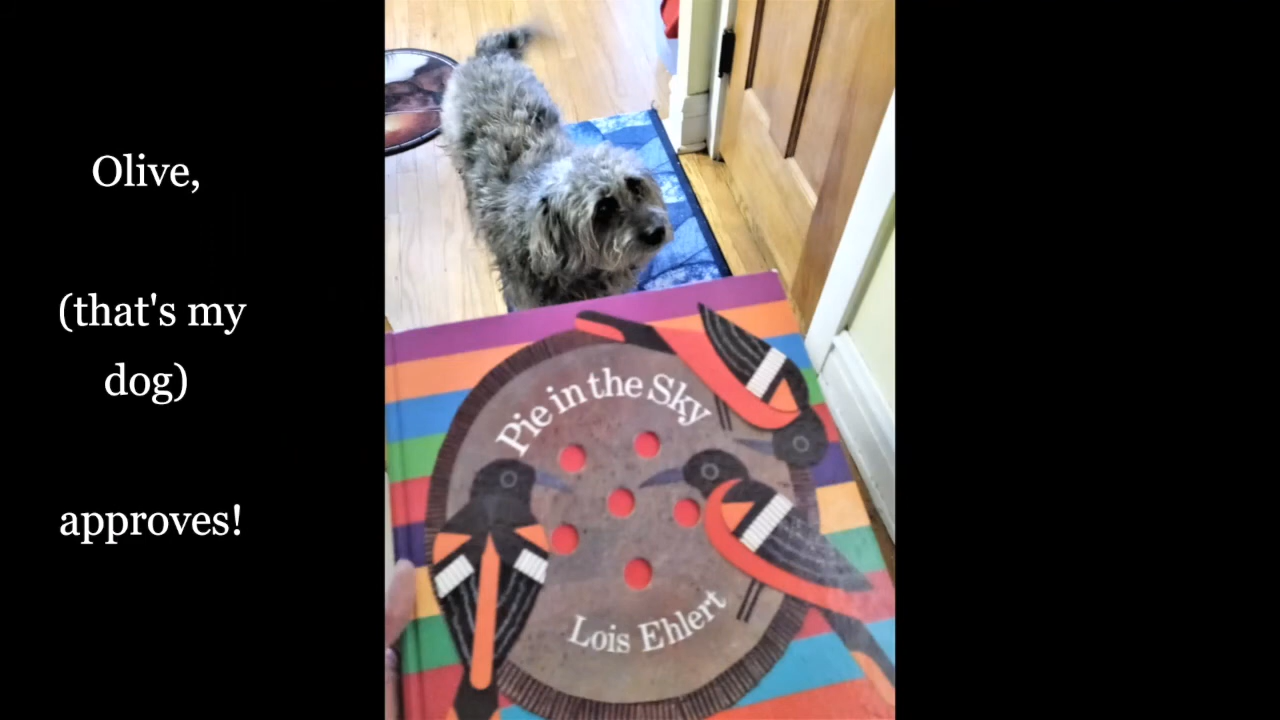 Olive,
(that's my
dog)
approves!
Pie in the Sky
Lois Ehlert